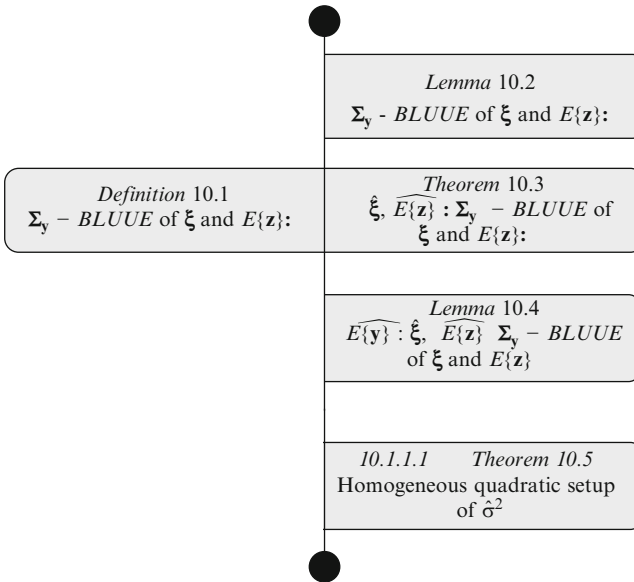 Lemma 10.2
Σy - BLUUE of ξ and E{z}:
Definition 10.1
Σy − BLUUE of ξ and E{z}:
Theorem 10.3
ξ̂, Ê{z} : Σy − BLUUE of
ξ and E{z}:
Lemma 10.4
Ê{y} : ξ̂, Ê{z} Σy − BLUUE
of ξ and E{z}
10.1.1.1 Theorem 10.5
Homogeneous quadratic setup
of σ̂²